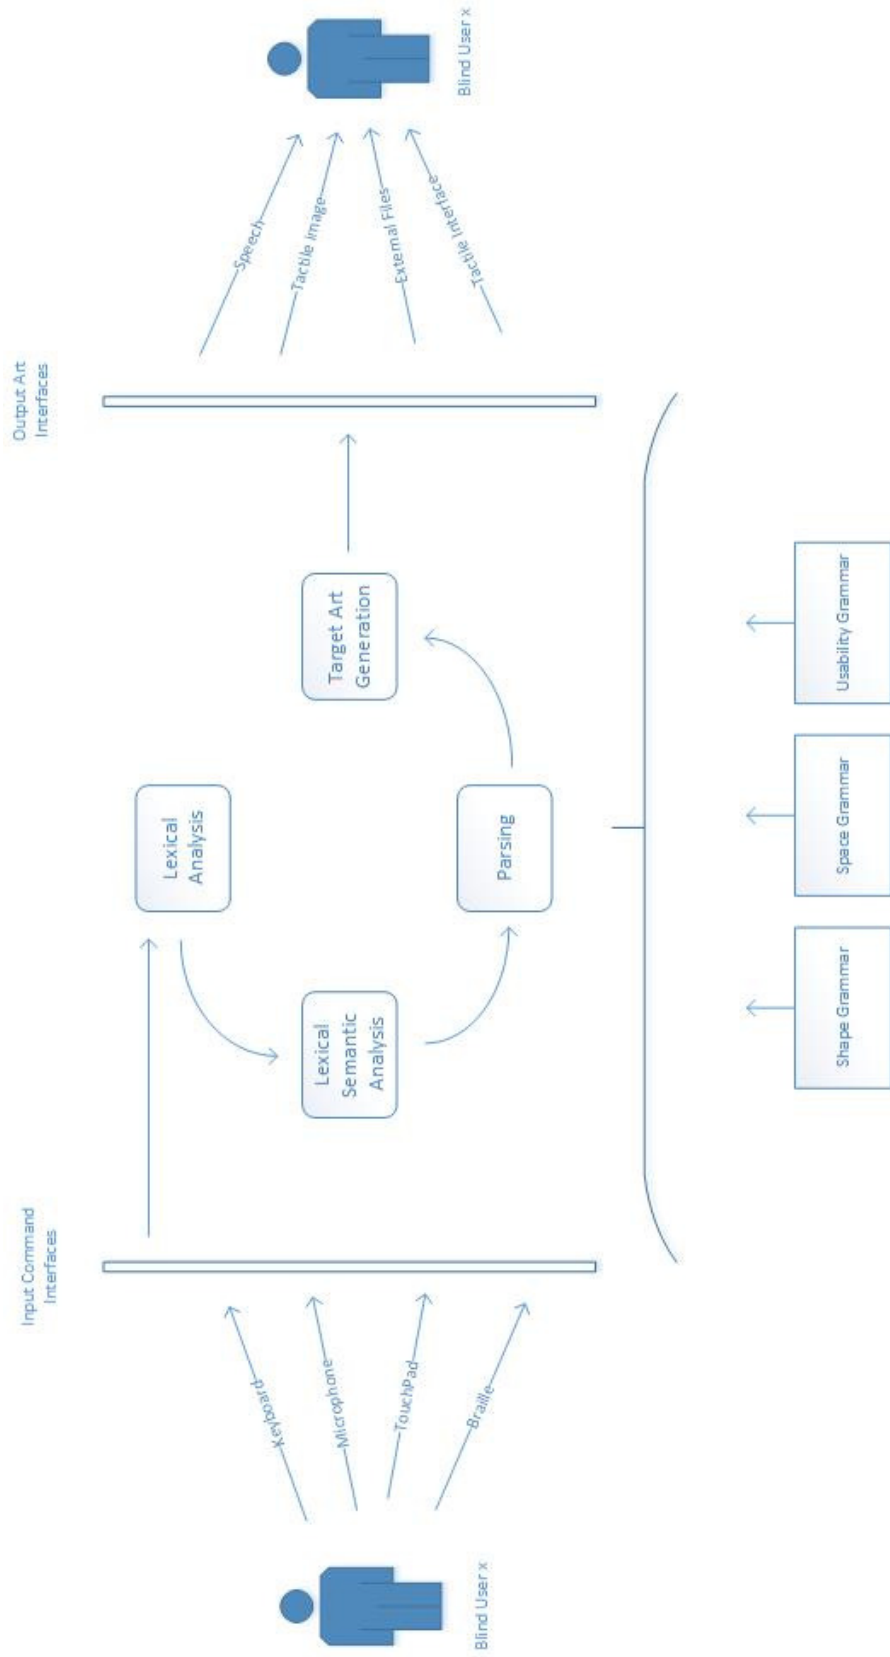 Input Command
Interfaces
Output Art
Interfaces
Keyboard
Microphone
TouchPad
Braille
Blind User x
Lexical
Analysis
Lexical
Semantic
Analysis
Parsing
Target Art
Generation
Speech
Tactile Image
External Files
Tactile Interface
Blind User x
Shape Grammar
Space Grammar
Usability Grammar